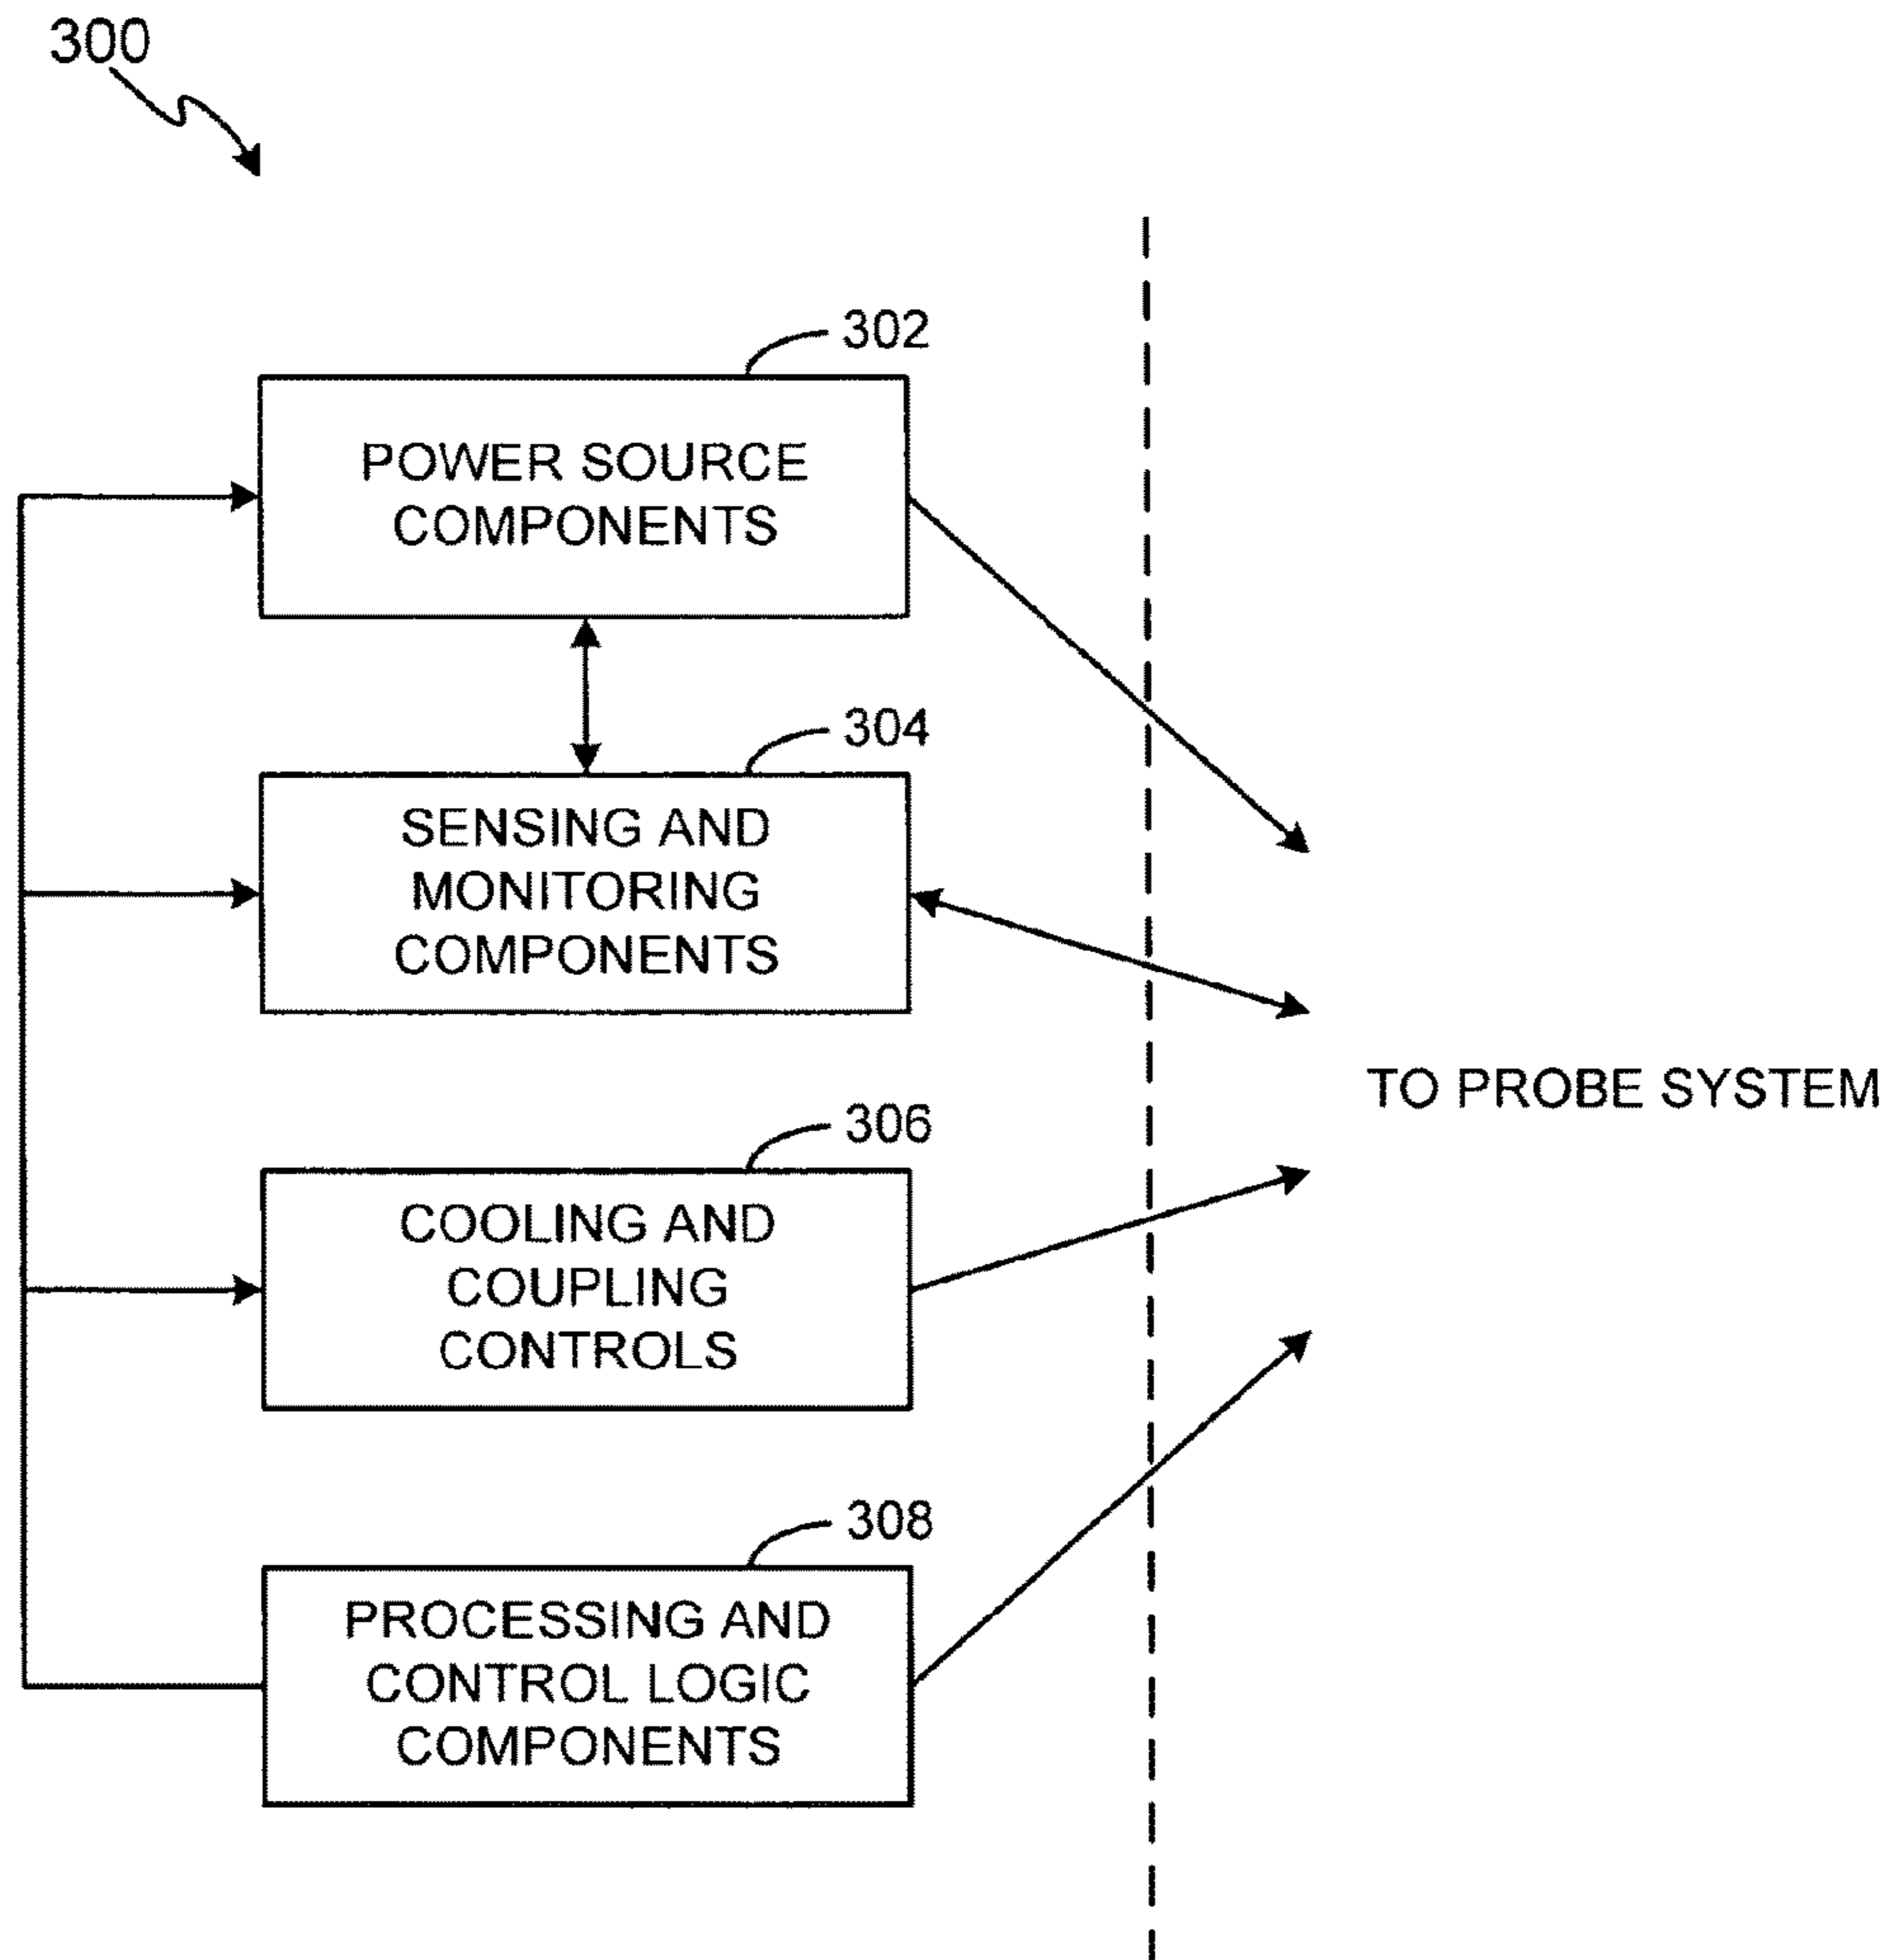 300
302
POWER SOURCE
COMPONENTS
304
SENSING AND
MONITORING
COMPONENTS
TO PROBE SYSTEM
306
COOLING AND
COUPLING
CONTROLS
308
PROCESSING AND
CONTROL LOGIC
COMPONENTS